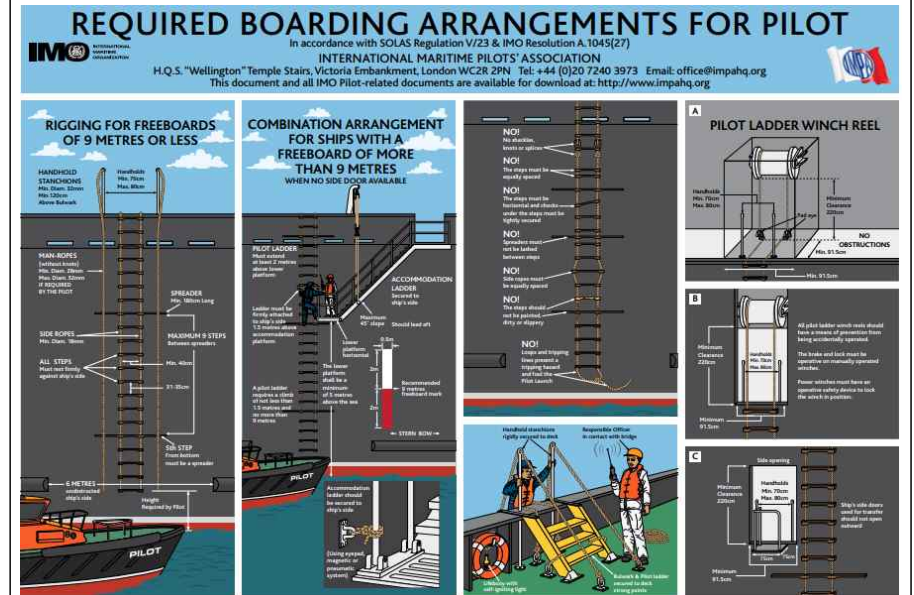 REQUIRED BOARDING ARRANGEMENTS FOR PILOT
In accordance with SOLAS Regulation V/23 & IMO Resolution A.1045(27)
IMO
INTERNATIONAL
MARITIME
ORGANIZATION
INTERNATIONAL MARITIME PILOTS' ASSOCIATION
H.Q.S. "Wellington" Temple Stairs, Victoria Embankment, London WC2R 2PN Tel: +44 (0)20 7240 3973 Email: office@impahq.org
This document and all IMO Pilot-related documents are available for download at: http://www.impahq.org
IMPA
RIGGING FOR FREEBOARDS
OF 9 METRES OR LESS
HANDHOLD
STANCHIONS
Min. Diam. 32mm
Min. 120cm
Above Bulwark
Handholds
Min. 70cm
Max. 80cm
MAN-ROPES
(without knots)
Min. Diam. 28mm
Max. Diam. 32mm
IF REQUIRED
BY THE PILOT
SPREADER
Min. 180cm Long
SIDE ROPES
Min. Diam. 18mm
MAXIMUM 9 STEPS
Between spreaders
ALL STEPS
Must rest firmly
against ship's side
Min. 40cm
31-35cm
5th STEP
From bottom
must be a spreader
6 METRES
unobstructed
ship's side
Height
Required by Pilot
PILOT
COMBINATION ARRANGEMENT
FOR SHIPS WITH A
FREEBOARD OF MORE
THAN 9 METRES
WHEN NO SIDE DOOR AVAILABLE
PILOT LADDER
Must extend
at least 2 metres
above lower
platform
ACCOMMODATION
LADDER
Secured to
ship's side
Ladder must be
firmly attached
to ship's side
1.5 metres above
accommodation
platform
Maximum
45° slope
Should lead aft
Lower
platform
horizontal
0.5m
2m
The lower
platform
shall be a
minimum
of 5 metres
above the sea
Recommended
9 metre
freeboard mark
2m
A pilot ladder
requires a climb
of not less than
1.5 metres and
no more than
9 metres
STERN BOW
PILOT
Accommodation
ladder should
be secured to
ship's side
(Using eyepad,
magnetic or
pneumatic
system)
NO!
No shackles,
knots or splices
NO!
The steps must be
equally spaced
NO!
The steps must be
horizontal and chocks
under the steps must be
tightly secured
NO!
Spreaders must
not be lashed
between steps
NO!
Side ropes must
be equally spaced
NO!
The steps should
not be painted,
dirty or slippery
NO!
Loops and tripping
lines present a
tripping hazard
and foul the
Pilot Launch
Handhold stanchions
rigidly secured to deck
Responsible Officer
in contact with bridge
Lifebuoy with
self-igniting light
Bulwark & Pilot ladder
secured to deck
strong points
A
PILOT LADDER WINCH REEL
Handholds
Min. 70cm
Max. 80cm
Minimum
Clearance
220cm
Pad eye
NO
OBSTRUCTIONS
Min. 91.5cm
Min. 91.5cm
B
Minimum
Clearance
220cm
Handholds
Min. 70cm
Max. 80cm
Minimum
91.5cm
All pilot ladder winch reels should
have a means of prevention from
being accidentally operated.
The brake and lock must be
operative on manually operated
winches.
Power winches must have an
operative safety device to lock
the winch in position.
C
Side opening
Minimum
Clearance
220cm
Handholds
Min. 70cm
Max. 80cm
Ship's side doors
used for transfer
should not open
outward
75cm
75cm
Minimum
91.5cm